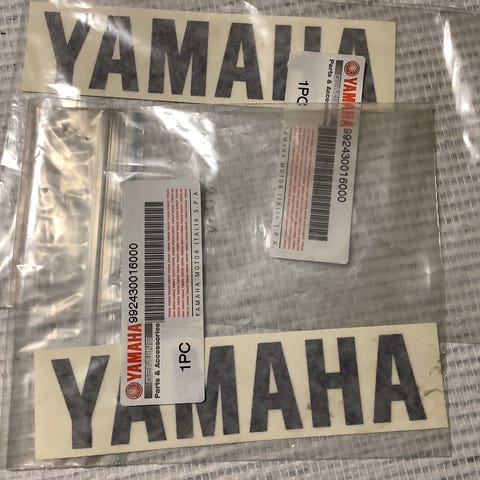 YAMAHA
YAMAHA
GENUINE
Parts & Accessories
992430016000
1PC
YAMAHA MOTOR ITALIA S.P.A
YAMAHA
GENUINE
Parts & Accessories
992430016000
1PC
YAMAHA MOTOR ITALIA S.P.A
YAMAHA